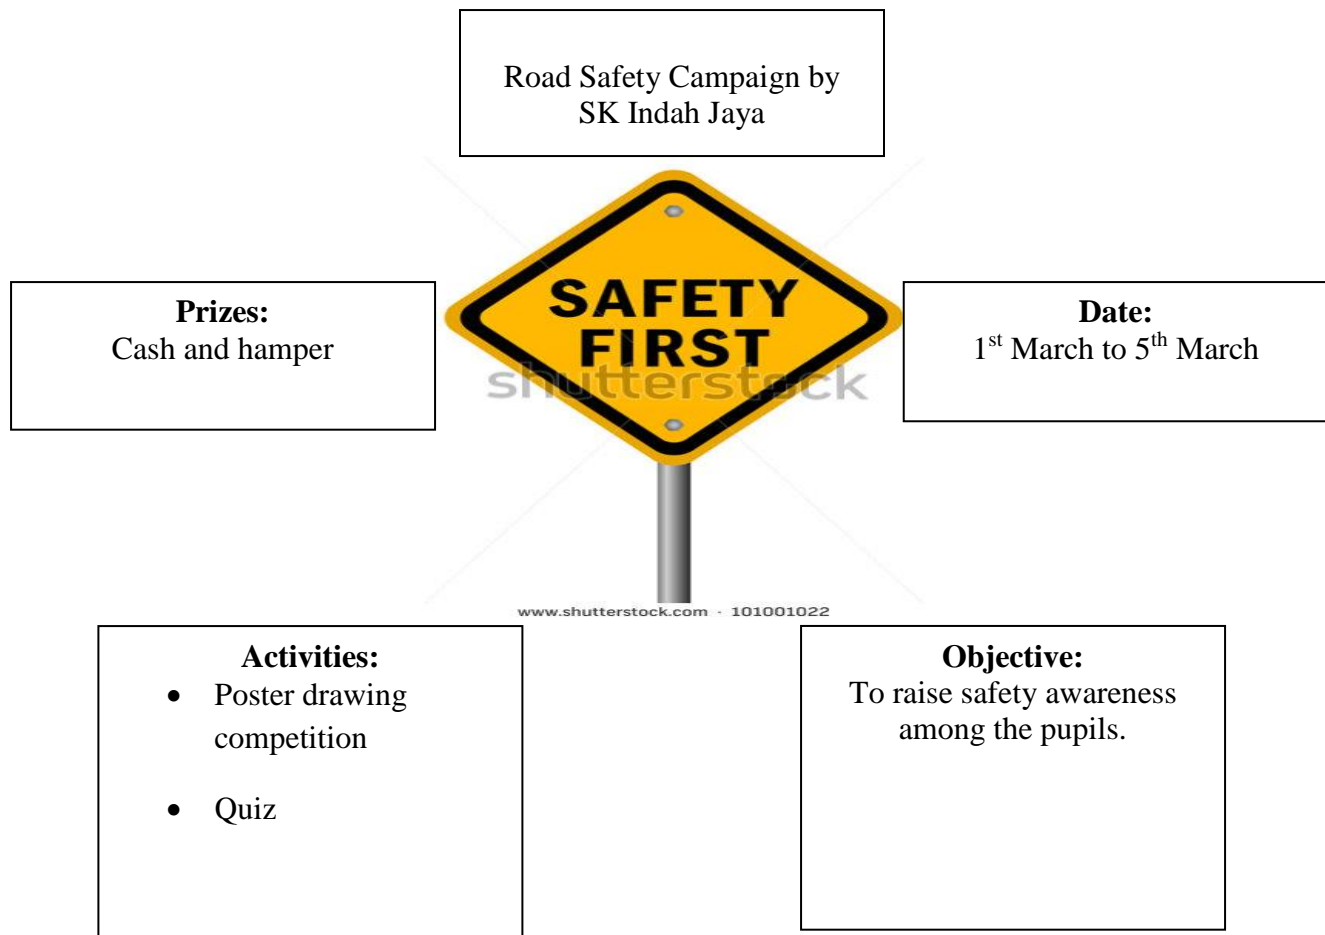 Road Safety Campaign by
SK Indah Jaya
SAFETY
FIRST
shutterstock
Prizes:
Cash and hamper
Date:
1st March to 5th March
www.shutterstock.com · 101001022
Activities:
• Poster drawing
competition
• Quiz
Objective:
To raise safety awareness
among the pupils.